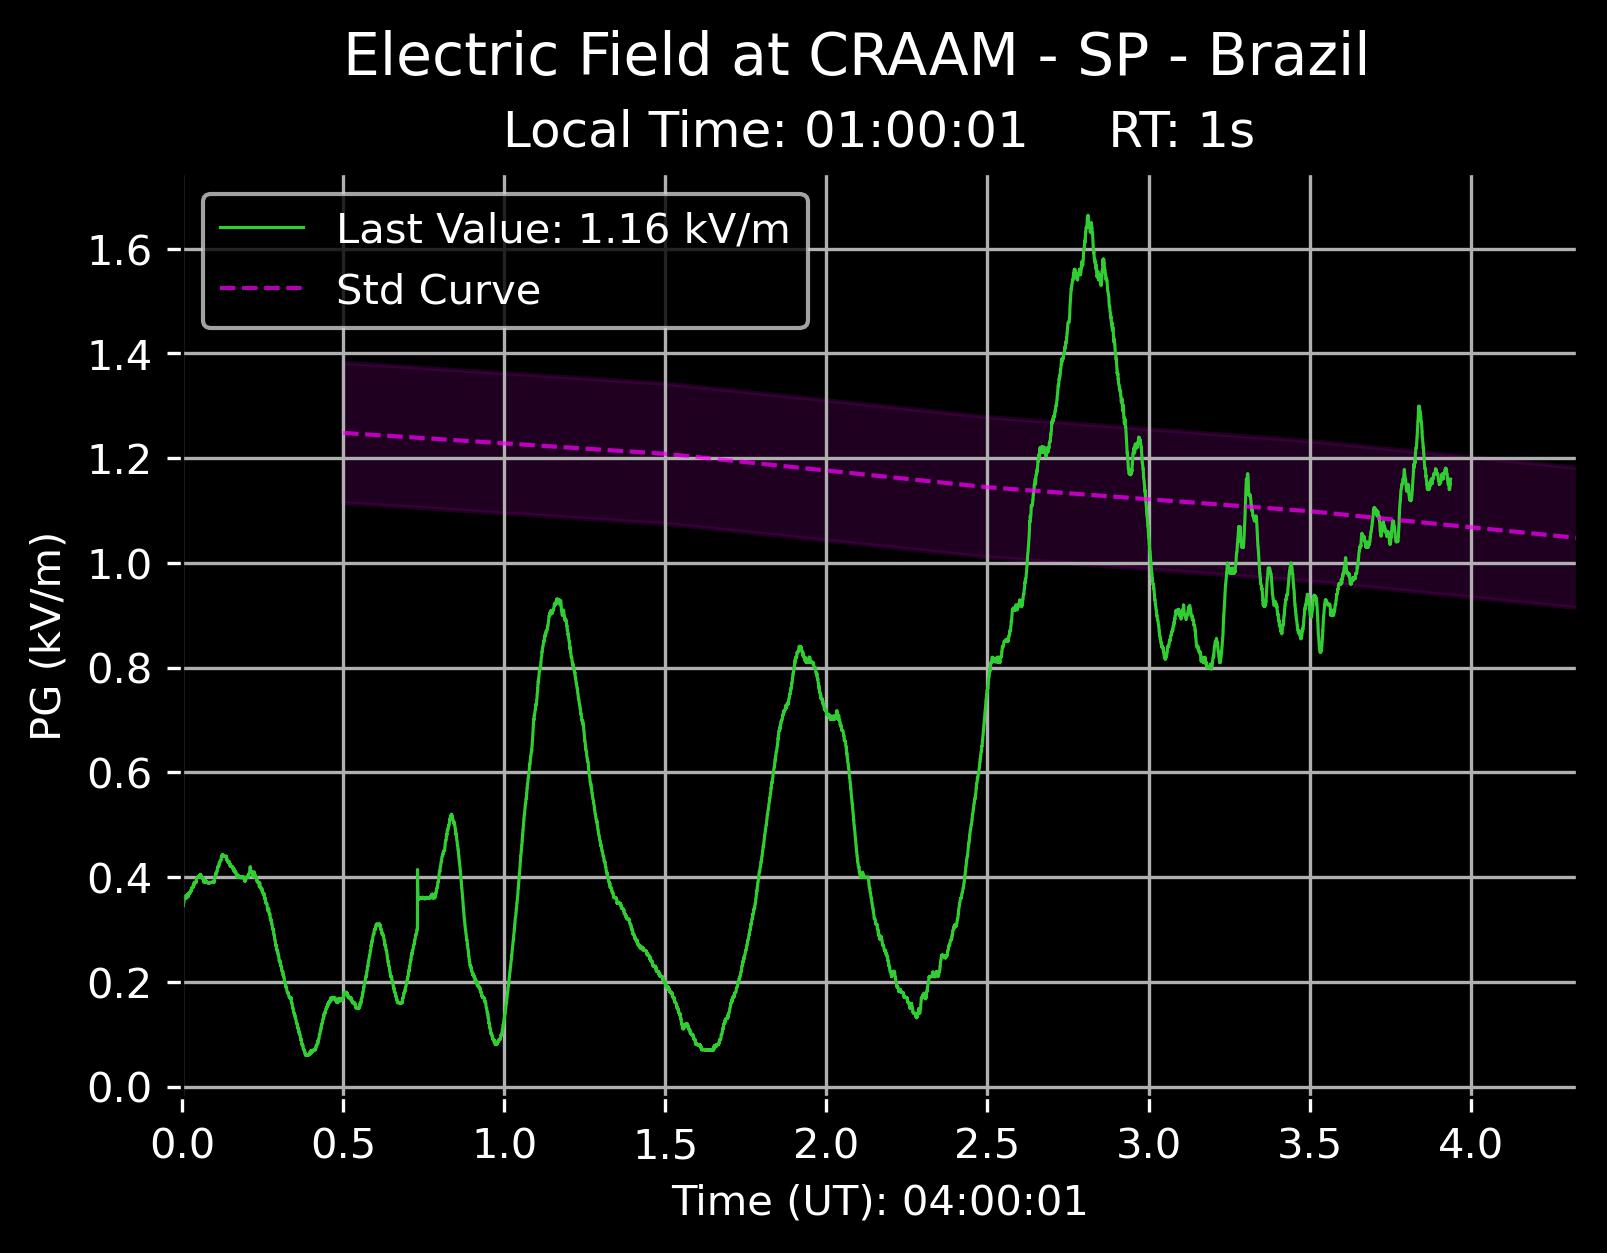 Electric Field at CRAAM - SP - Brazil
Local Time: 01:00:01 RT: 1s
Last Value: 1.16 kV/m
Std Curve
PG (kV/m)
1.6
1.4
1.2
1.0
0.8
0.6
0.4
0.2
0.0
0.0 0.5 1.0 1.5 2.0 2.5 3.0 3.5 4.0
Time (UT): 04:00:01